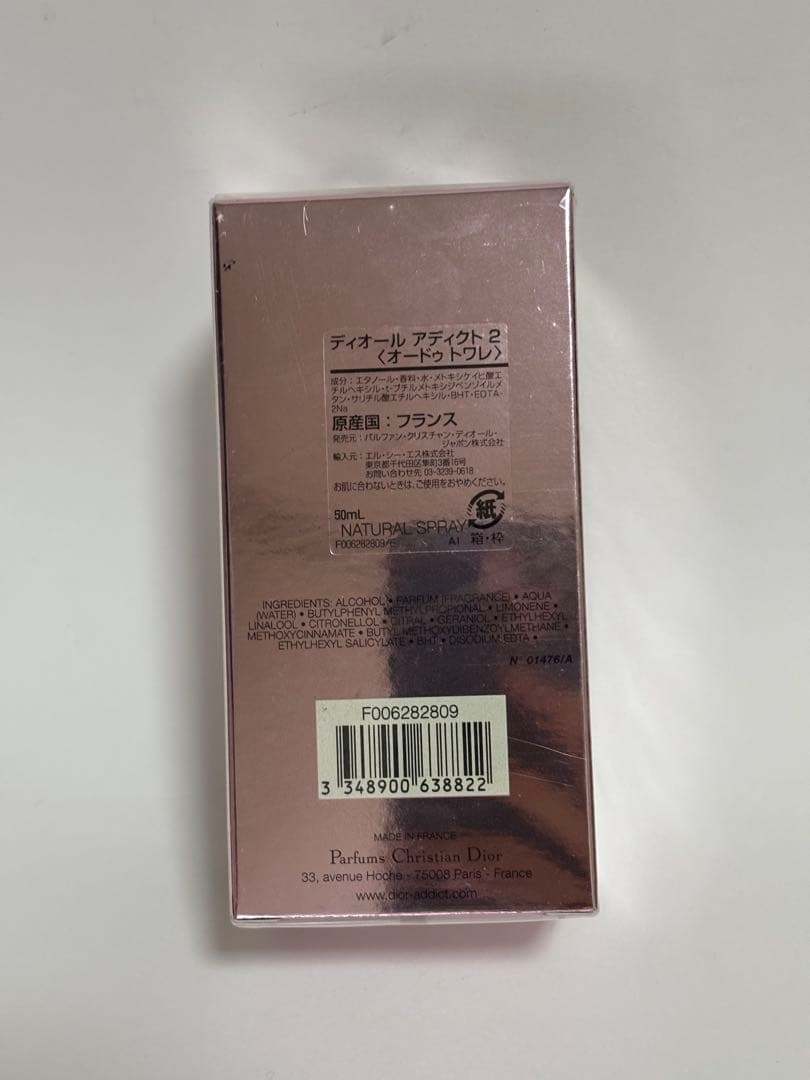 ディオール アディクト 2
〈オードゥ トワレ〉
成分：エタノール・香料・水・メトキシケイヒ酸エ
チルヘキシル・t-ブチルメトキシジベンゾイルメ
タン・サリチル酸エチルヘキシル・BHT・EDTA-
2Na
原産国：フランス
発売元：パルファン・クリスチャン・ディオール・
ジャポン株式会社
輸入元：エル・シー・エス株式会社
東京都千代田区隼町3番16号
お問い合わせ先 03-3239-0618
お肌に合わないときは、ご使用をおやめください。
50mL
NATURAL SPRAY
紙
F006282809/E AI 箱・枠
INGREDIENTS: ALCOHOL • PARFUM (FRAGRANCE) • AQUA
(WATER) • BUTYLPHENYL METHYLPROPIONAL • LIMONENE •
LINALOOL • CITRONELLOL • CITRAL • GERANIOL • ETHYLHEXYL
METHOXYCINNAMATE • BUTYL METHOXYDIBENZOYLMETHANE •
ETHYLHEXYL SALICYLATE • BHT • DISODIUM EDTA •
N° 01476/A
F006282809
3 348900 638822
MADE IN FRANCE
Parfums Christian Dior
33, avenue Hoche - 75008 Paris - France
www.dior-addict.com